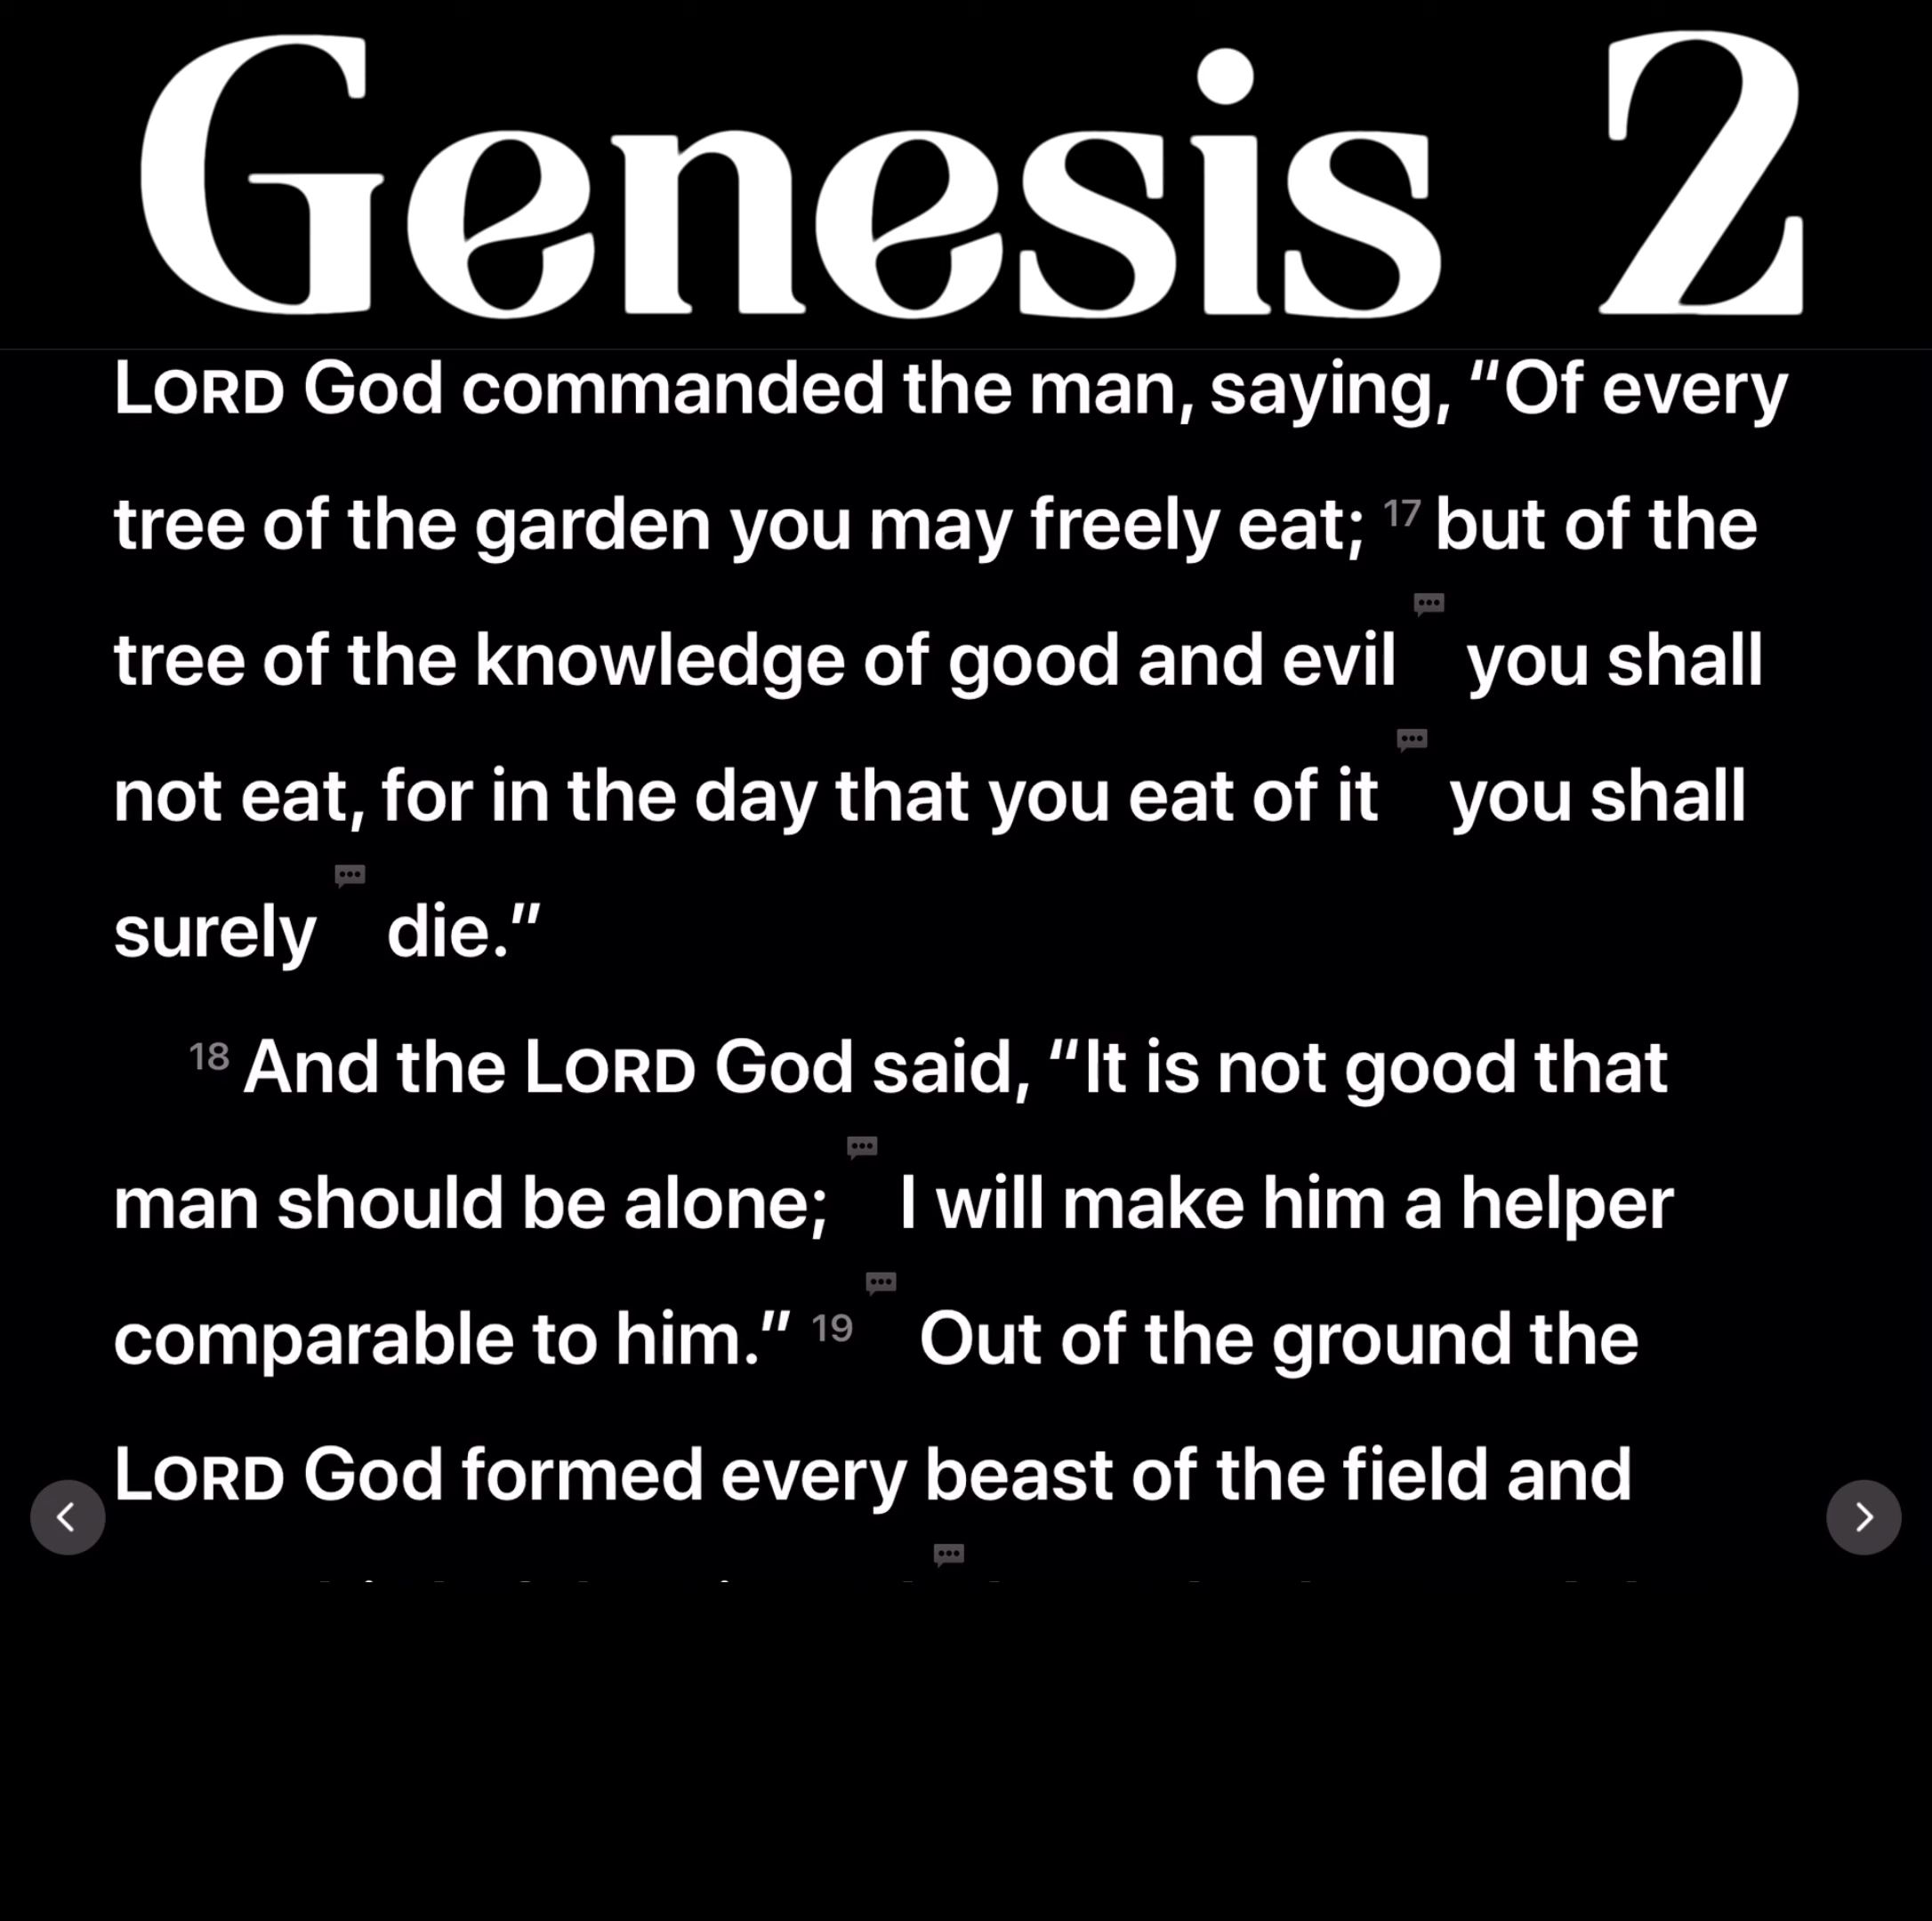 Genesis 2
LORD God commanded the man, saying, “Of every
tree of the garden you may freely eat; 17 but of the
tree of the knowledge of good and evil you shall
not eat, for in the day that you eat of it you shall
surely die.”
18 And the LORD God said, “It is not good that
man should be alone; I will make him a helper
comparable to him.” 19 Out of the ground the
LORD God formed every beast of the field and